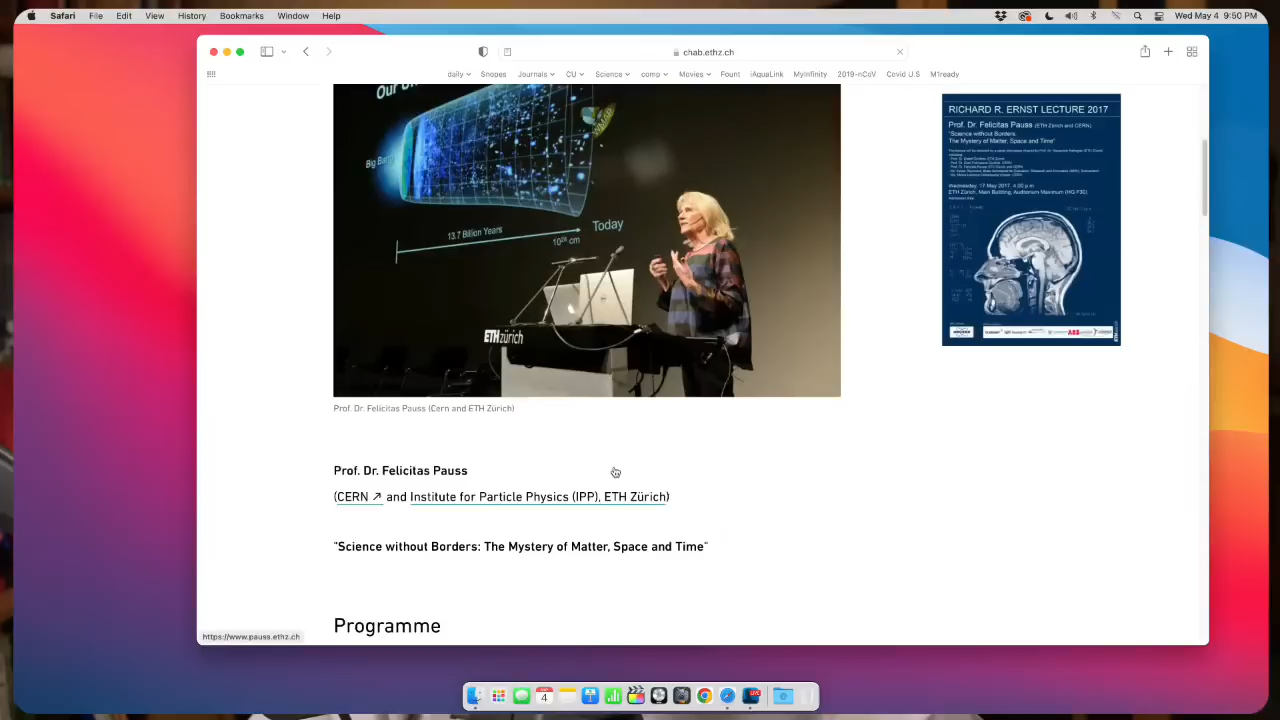 Safari File Edit View History Bookmarks Window Help
Wed May 4 9:50 PM
chab.ethz.ch
daily Snopes Journals CU Science comp Movies Fount iAquaLink MyInfinity 2019-nCoV Covid U.S M1ready
Our
Big Ban
13.7 Billion Years
Today
10²⁸ cm
ETHzürich
RICHARD R. ERNST LECTURE 2017
Prof. Dr. Felicitas Pauss (ETH Zürich and CERN)
"Science without Borders.
The Mystery of Matter, Space and Time"
Wednesday, 17 May 2017, 4.00 p.m.
ETH Zürich, Main Building, Auditorium Maximum (HG F30)
ABB
Prof. Dr. Felicitas Pauss (Cern and ETH Zürich)
Prof. Dr. Felicitas Pauss
(CERN ↗ and Institute for Particle Physics (IPP), ETH Zürich)
"Science without Borders: The Mystery of Matter, Space and Time"
Programme
https://www.pauss.ethz.ch
4
LIVE